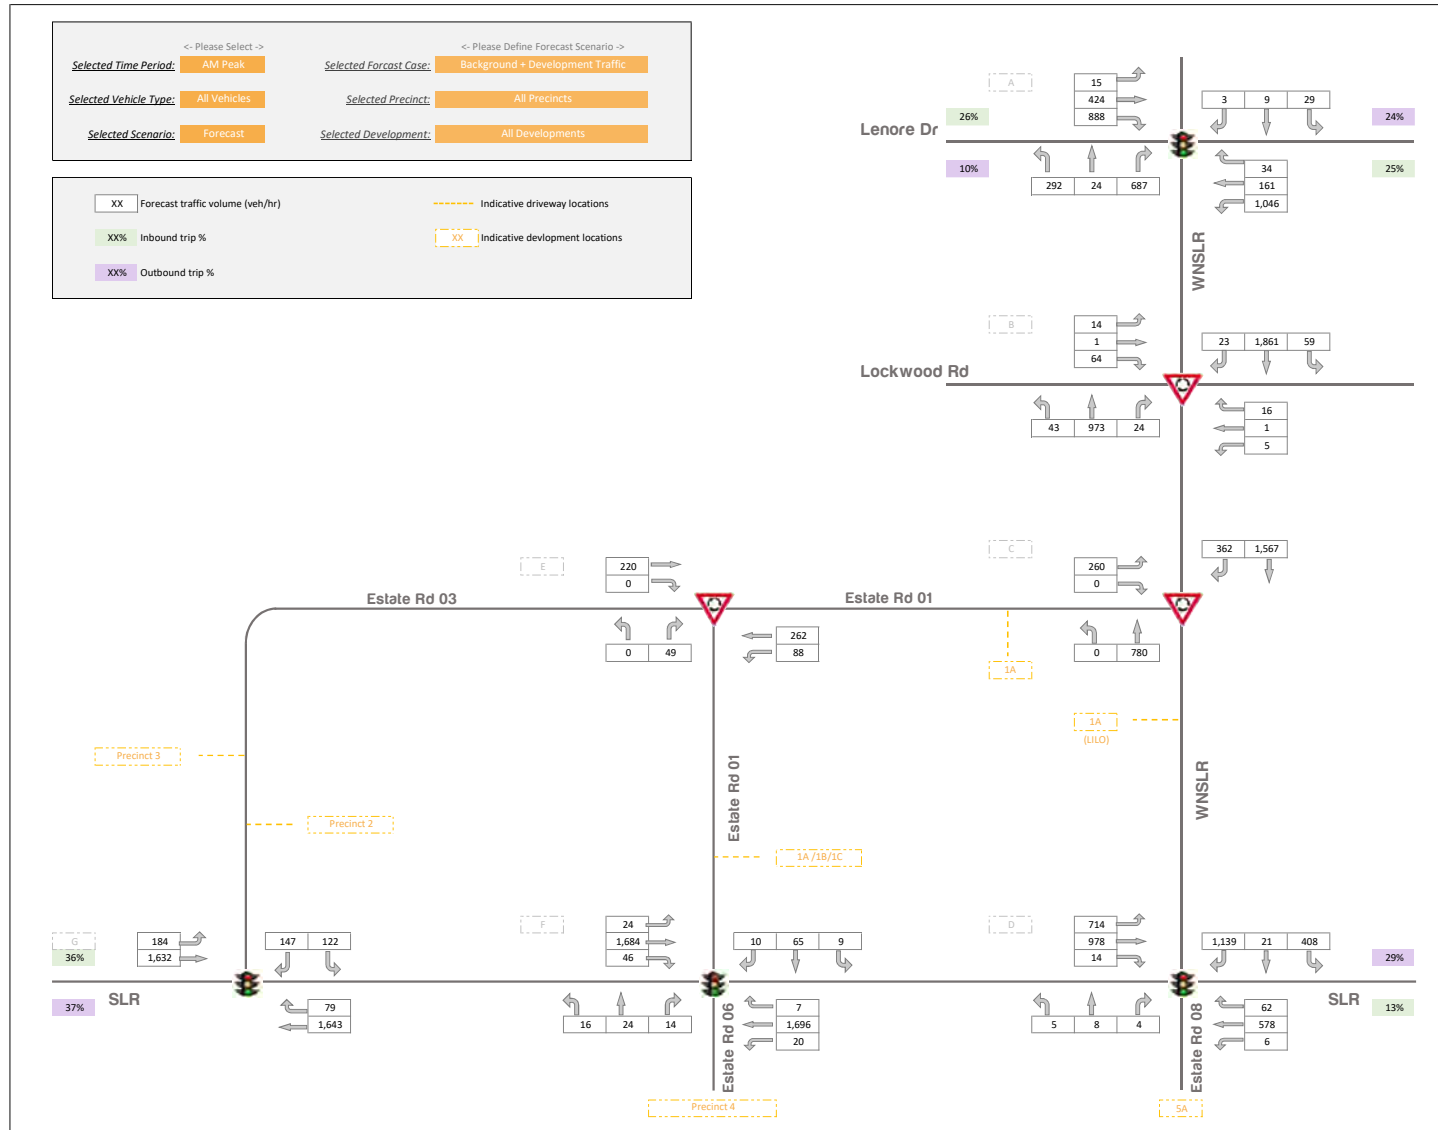 <- Please Select ->
<- Please Define Forecast Scenario ->
Selected Time Period: AM Peak
Selected Forcast Case: Background + Development Traffic
Selected Vehicle Type: All Vehicles
Selected Precinct: All Precincts
Selected Scenario: Forecast
Selected Development: All Developments
XX Forecast traffic volume (veh/hr)
Indicative driveway locations
XX% Inbound trip %
XX Indicative devlopment locations
XX% Outbound trip %
A
15
424
888
3 9 29
26%
24%
Lenore Dr
10%
25%
292 24 687
34
161
1,046
WNSLR
B
14
1
64
23 1,861 59
Lockwood Rd
43 973 24
16
1
5
E
220
0
C
260
0
362 1,567
Estate Rd 03
Estate Rd 01
0 49
262
88
0 780
1A
1A
(LILO)
Precinct 3
WNSLR
Estate Rd 01
Precinct 2
1A /1B/1C
G
36%
184
1,632
147 122
F
24
1,684
46
10 65 9
D
714
978
14
1,139 21 408
29%
37%
SLR
79
1,643
16 24 14
Estate Rd 06
7
1,696
20
5 8 4
Estate Rd 08
62
578
6
SLR
13%
Precinct 4
5A